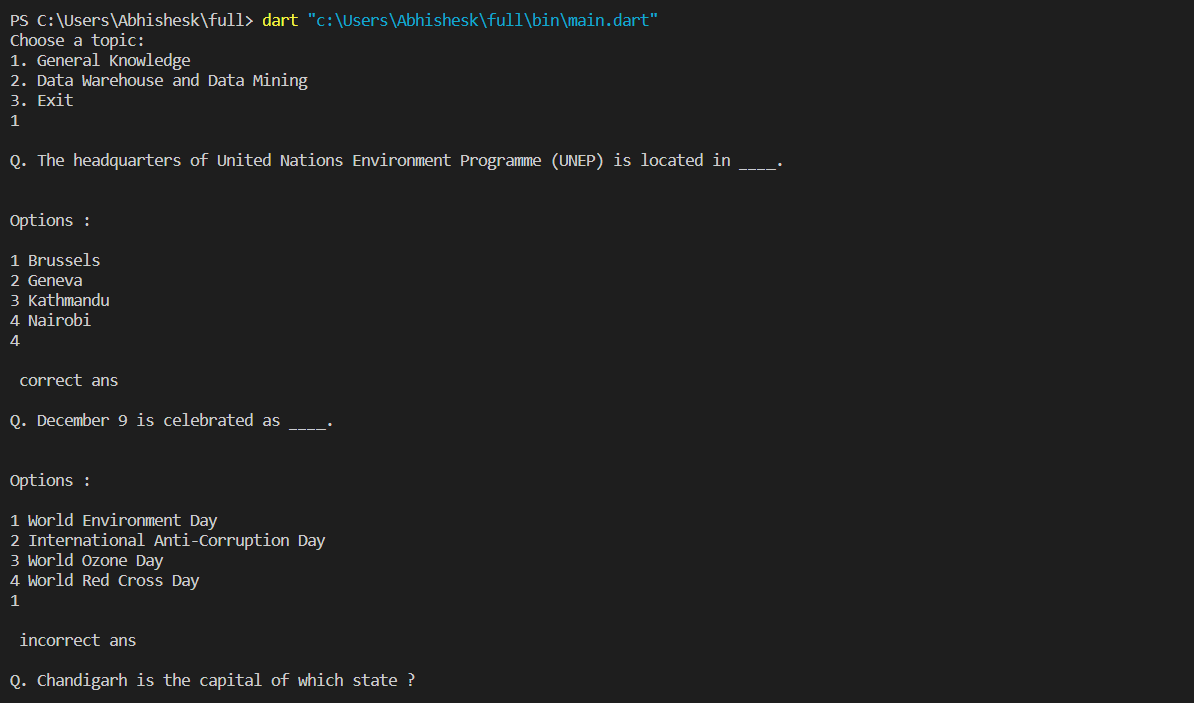 PS C:\Users\Abhishesk\full> dart "c:\Users\Abhishesk\full\bin\main.dart"
Choose a topic:
1. General Knowledge
2. Data Warehouse and Data Mining
3. Exit
1
Q. The headquarters of United Nations Environment Programme (UNEP) is located in ____.
Options :
1 Brussels
2 Geneva
3 Kathmandu
4 Nairobi
4
correct ans
Q. December 9 is celebrated as ____.
Options :
1 World Environment Day
2 International Anti-Corruption Day
3 World Ozone Day
4 World Red Cross Day
1
incorrect ans
Q. Chandigarh is the capital of which state ?